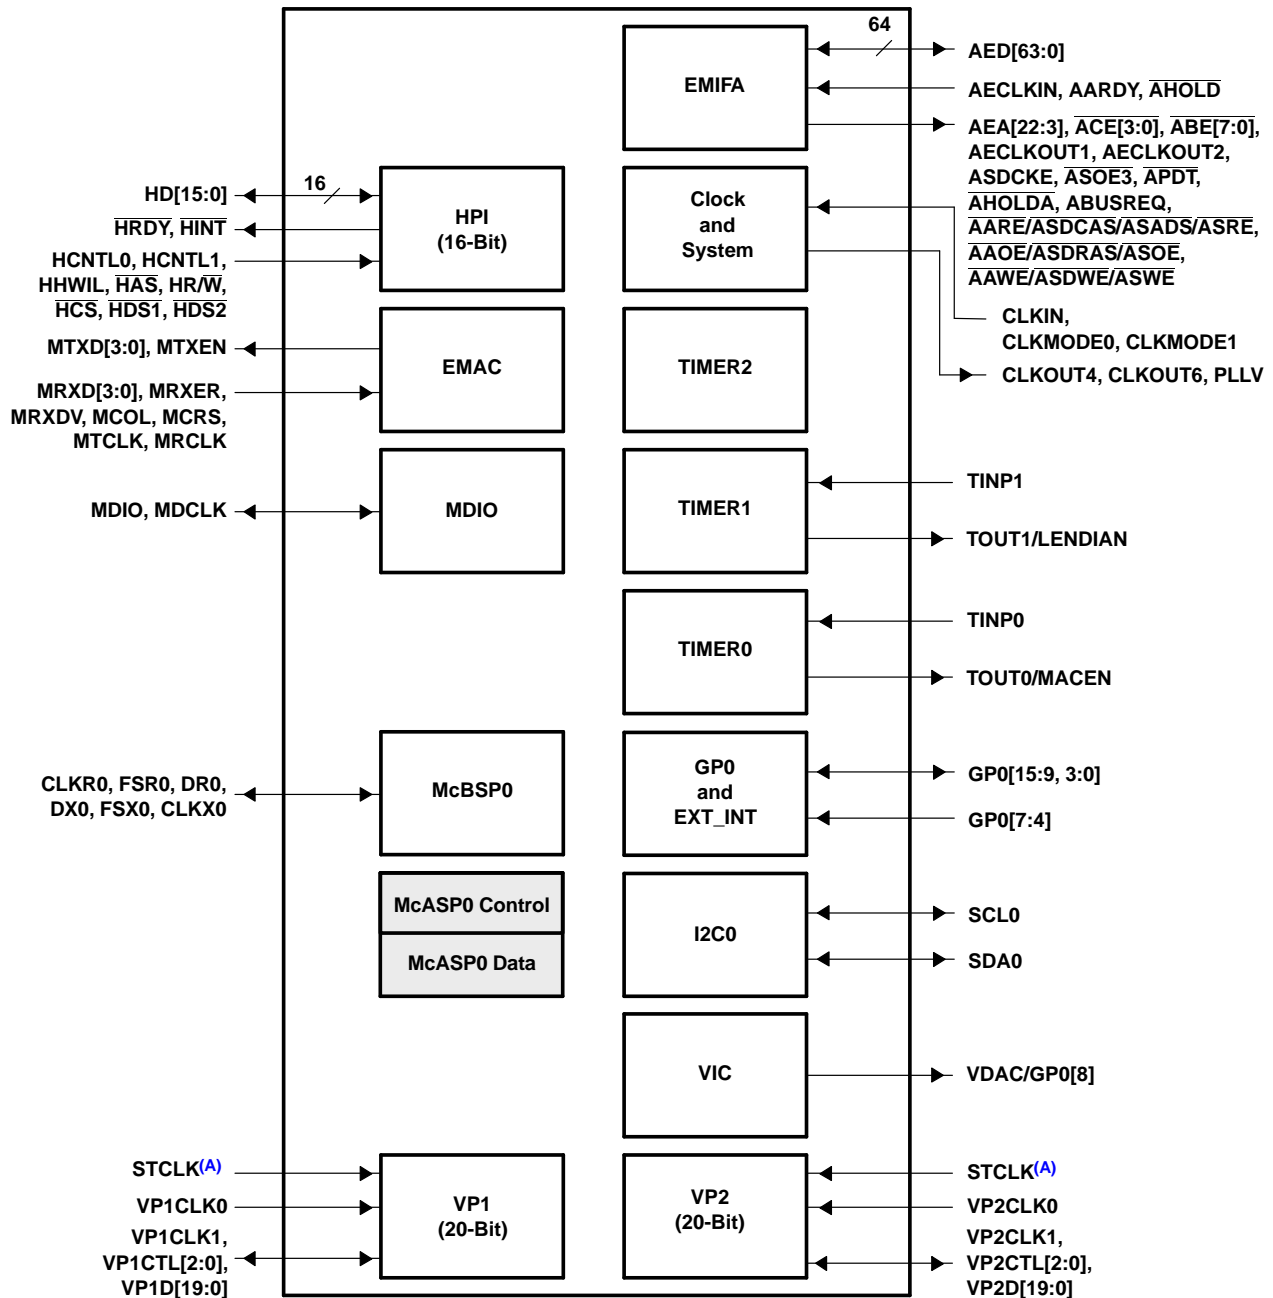 64
EMIFA
AED[63:0]
AECLKIN, AARDY, AHOLD
AEA[22:3], ACE[3:0], ABE[7:0],
AECLKOUT1, AECLKOUT2,
ASDCKE, ASOE3, APDT,
AHOLDA, ABUSREQ,
AARE/ASDCAS/ASADS/ASRE,
AAOE/ASDRAS/ASOE,
AAWE/ASDWE/ASWE
HD[15:0]
16
HRDY, HINT
HCNTL0, HCNTL1,
HHWIL, HAS, HR/W,
HCS, HDS1, HDS2
HPI
(16-Bit)
Clock
and
System
CLKIN,
CLKMODE0, CLKMODE1
CLKOUT4, CLKOUT6, PLLV
MTXD[3:0], MTXEN
MRXD[3:0], MRXER,
MRXDV, MCOL, MCRS,
MTCLK, MRCLK
EMAC
TIMER2
MDIO, MDCLK
MDIO
TIMER1
TINP1
TOUT1/LENDIAN
TIMER0
TINP0
TOUT0/MACEN
CLKR0, FSR0, DR0,
DX0, FSX0, CLKX0
McBSP0
GP0
and
EXT_INT
GP0[15:9, 3:0]
GP0[7:4]
McASP0 Control
McASP0 Data
I2C0
SCL0
SDA0
VIC
VDAC/GP0[8]
STCLK(A)
VP1CLK0
VP1CLK1,
VP1CTL[2:0],
VP1D[19:0]
VP1
(20-Bit)
VP2
(20-Bit)
STCLK(A)
VP2CLK0
VP2CLK1,
VP2CTL[2:0],
VP2D[19:0]